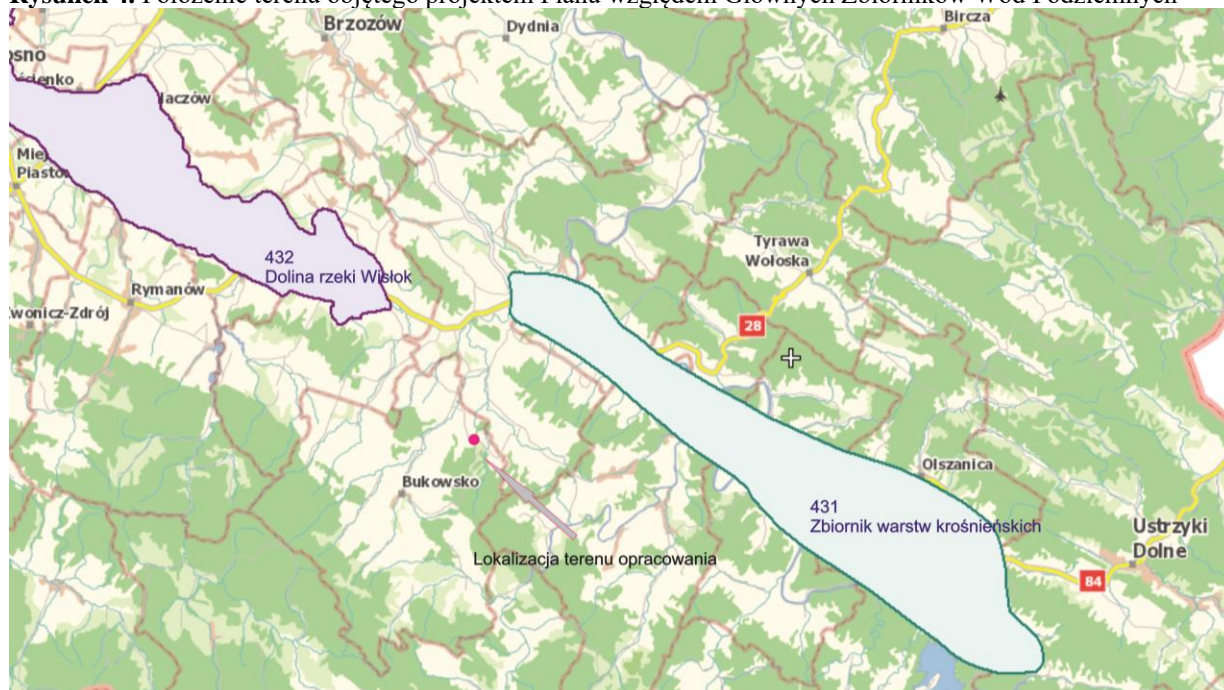 Rysunek 4. Położenie terenu objętego projektem Planu względem Głównych Zbiorników Wód Podziemnych
Brzozów
Dydnia
Bircza
Tyrawa
Wołoska
28
432
Dolina rzeki Wisłok
Rymanów
Bukowsko
Lokalizacja terenu opracowania
Olszanica
431
Zbiornik warstw krośnieńskich
Ustrzyki
Dolne
84